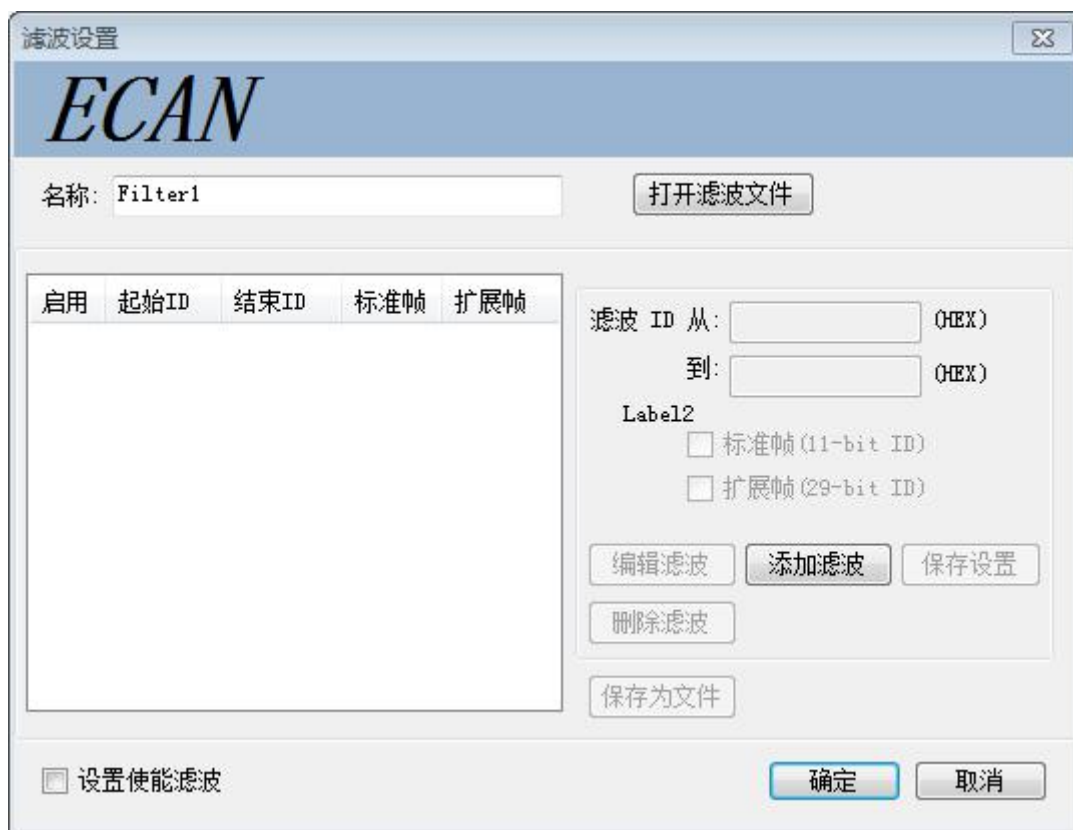 滤波设置
ECAN
名称: Filter1 打开滤波文件
启用 起始ID 结束ID 标准帧 扩展帧
滤波 ID 从: (HEX)
到: (HEX)
Label2
标准帧(11-bit ID)
扩展帧(29-bit ID)
编辑滤波 添加滤波 保存设置
删除滤波
保存为文件
设置使能滤波 确定 取消